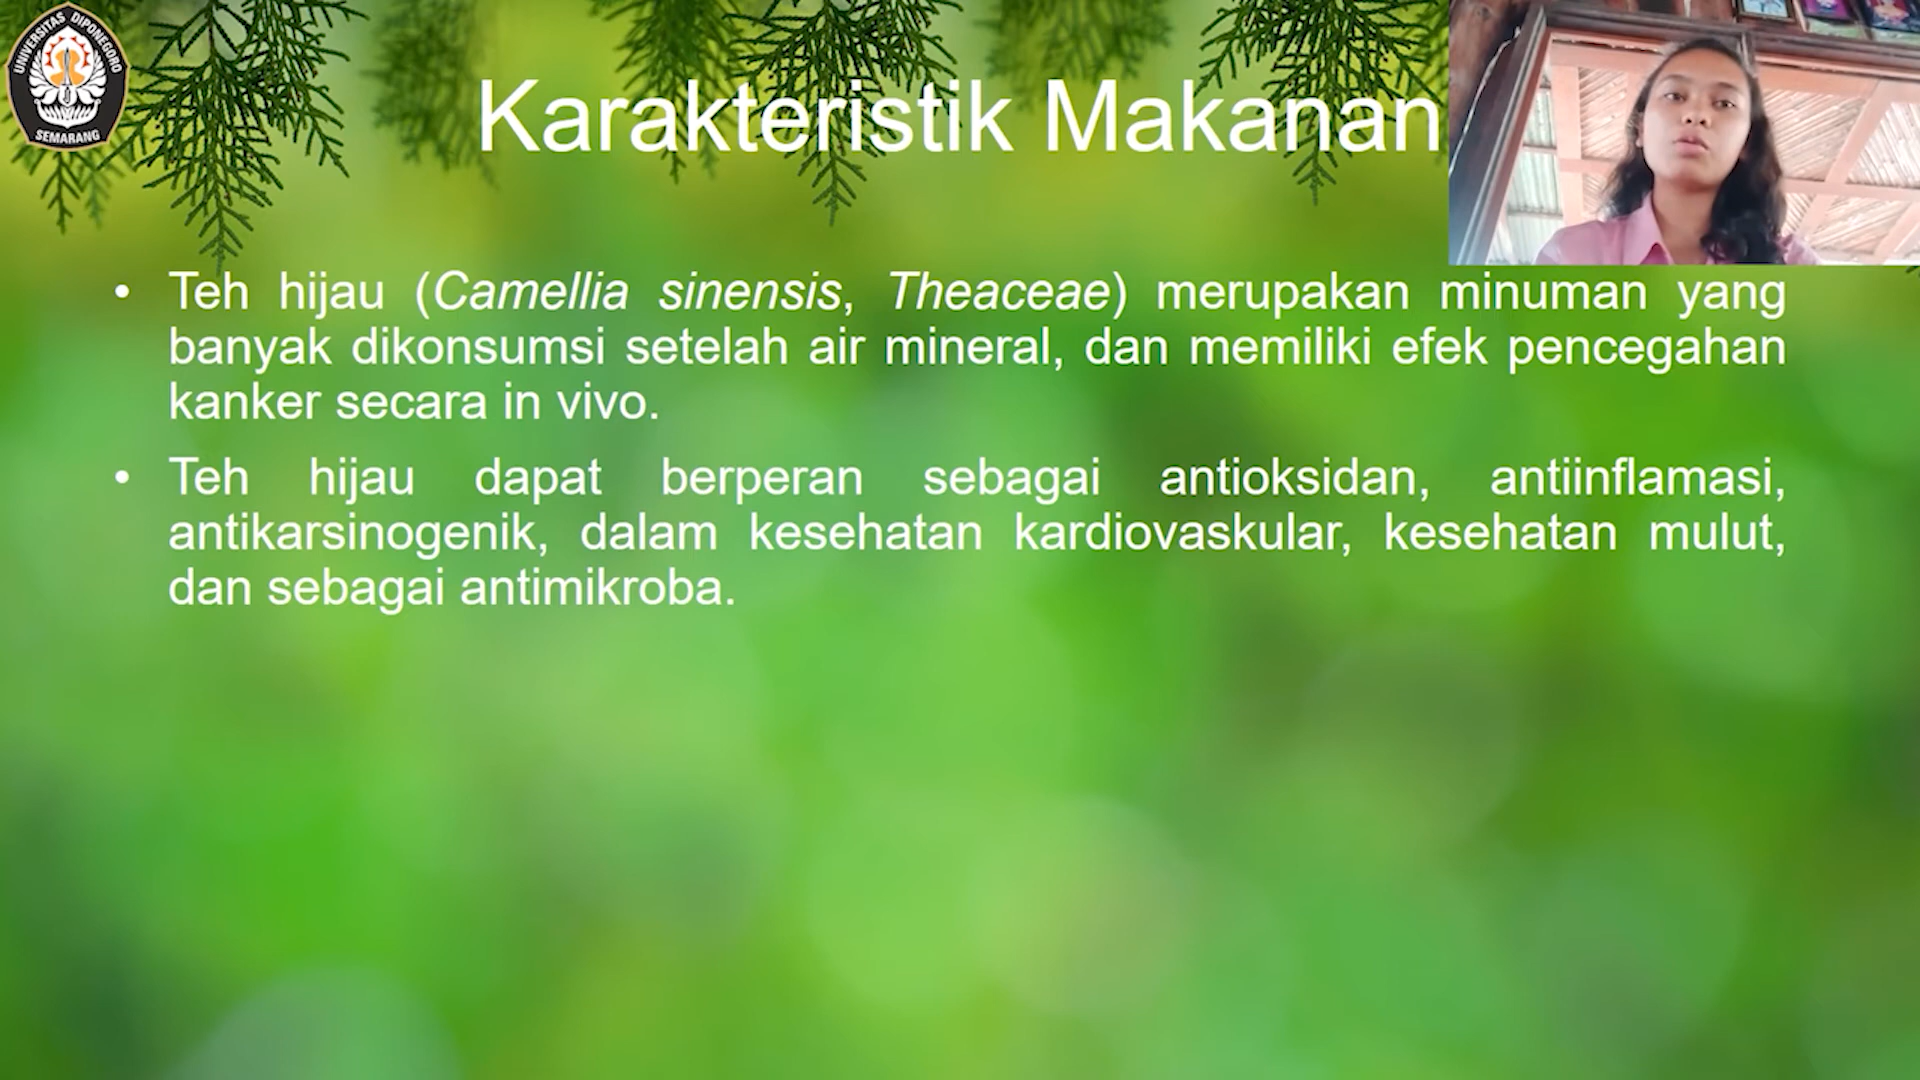 UNIVERSITAS DIPONEGORO
SEMARANG
Karakteristik Makanan
• Teh hijau (Camellia sinensis, Theaceae) merupakan minuman yang
banyak dikonsumsi setelah air mineral, dan memiliki efek pencegahan
kanker secara in vivo.
• Teh hijau dapat berperan sebagai antioksidan, antiinflamasi,
antikarsinogenik, dalam kesehatan kardiovaskular, kesehatan mulut,
dan sebagai antimikroba.